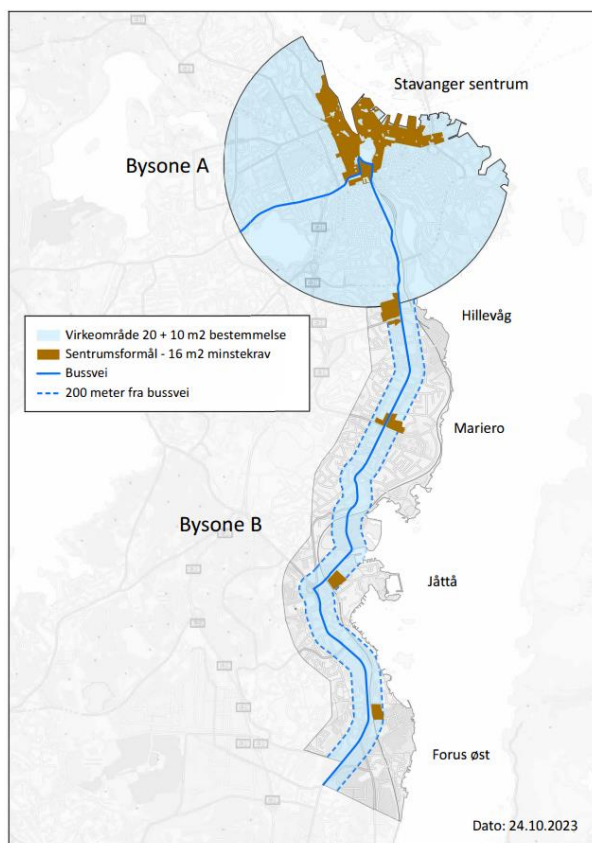 Stavanger sentrum
Bysone A
Hillevåg
Virkeområde 20 + 10 m2 bestemmelse
Sentrumsformål - 16 m2 minstekrav
Bussvei
200 meter fra bussvei
Mariero
Bysone B
Jåttå
Forus øst
Dato: 24.10.2023